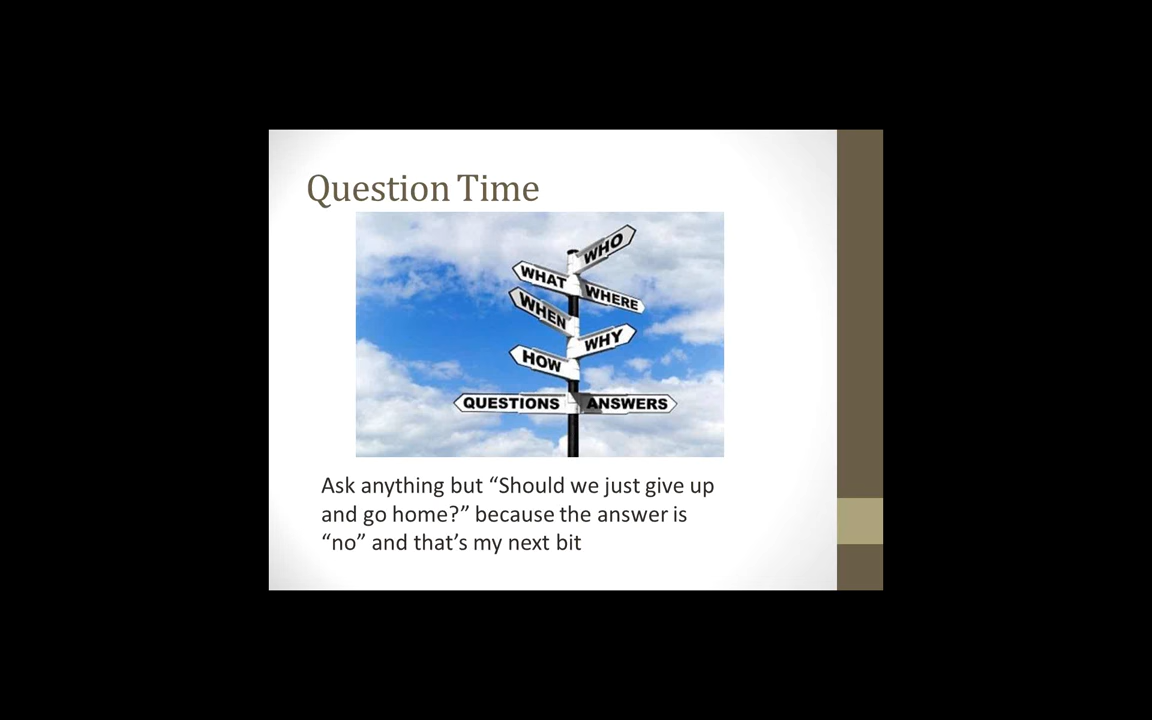 Question Time
WHO
WHAT
WHERE
WHEN
WHY
HOW
QUESTIONS ANSWERS
Ask anything but “Should we just give up
and go home?” because the answer is
“no” and that’s my next bit